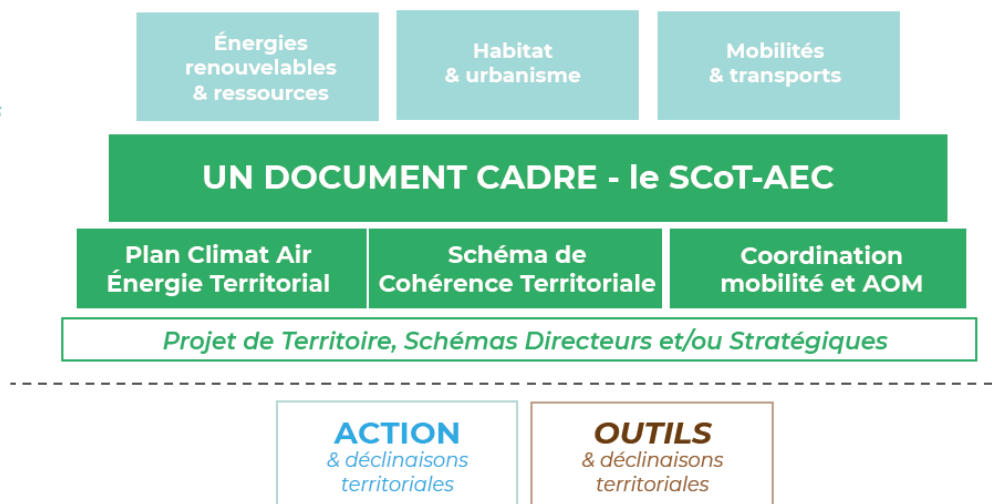 Énergies
renouvelables
& ressources
Habitat
& urbanisme
Mobilités
& transports
UN DOCUMENT CADRE - le SCoT-AEC
Plan Climat Air
Énergie Territorial
Schéma de
Cohérence Territoriale
Coordination
mobilité et AOM
Projet de Territoire, Schémas Directeurs et/ou Stratégiques
ACTION
& déclinaisons
territoriales
OUTILS
& déclinaisons
territoriales